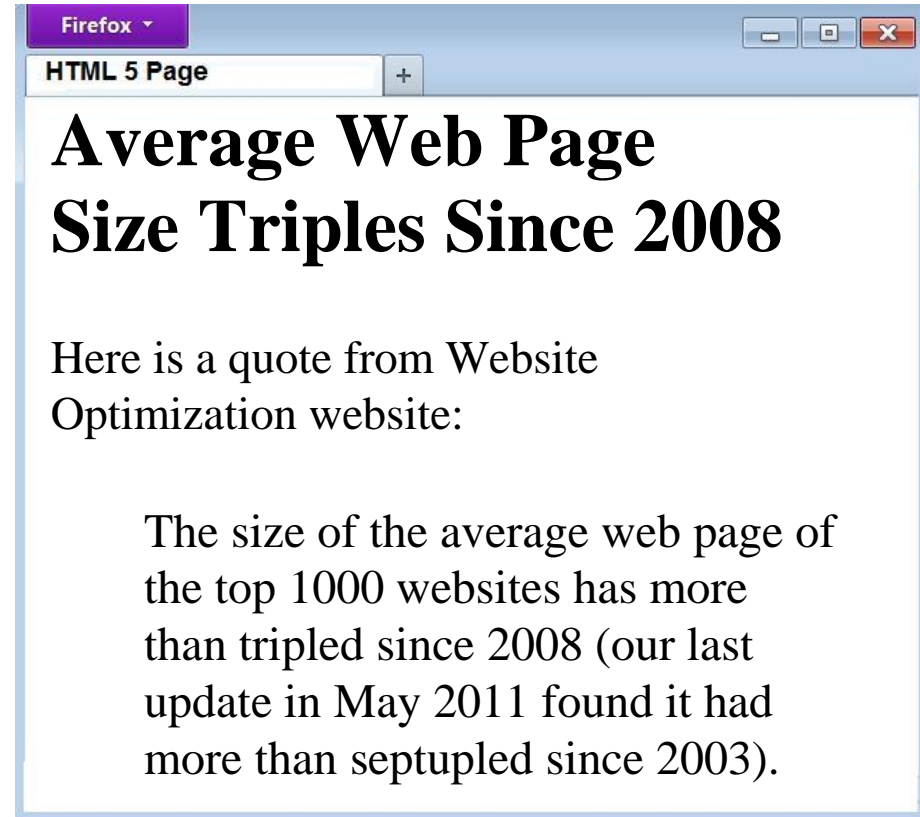 Firefox
HTML 5 Page
+
Average Web Page
Size Triples Since 2008
Here is a quote from Website
Optimization website:
The size of the average web page of
the top 1000 websites has more
than tripled since 2008 (our last
update in May 2011 found it had
more than septupled since 2003).